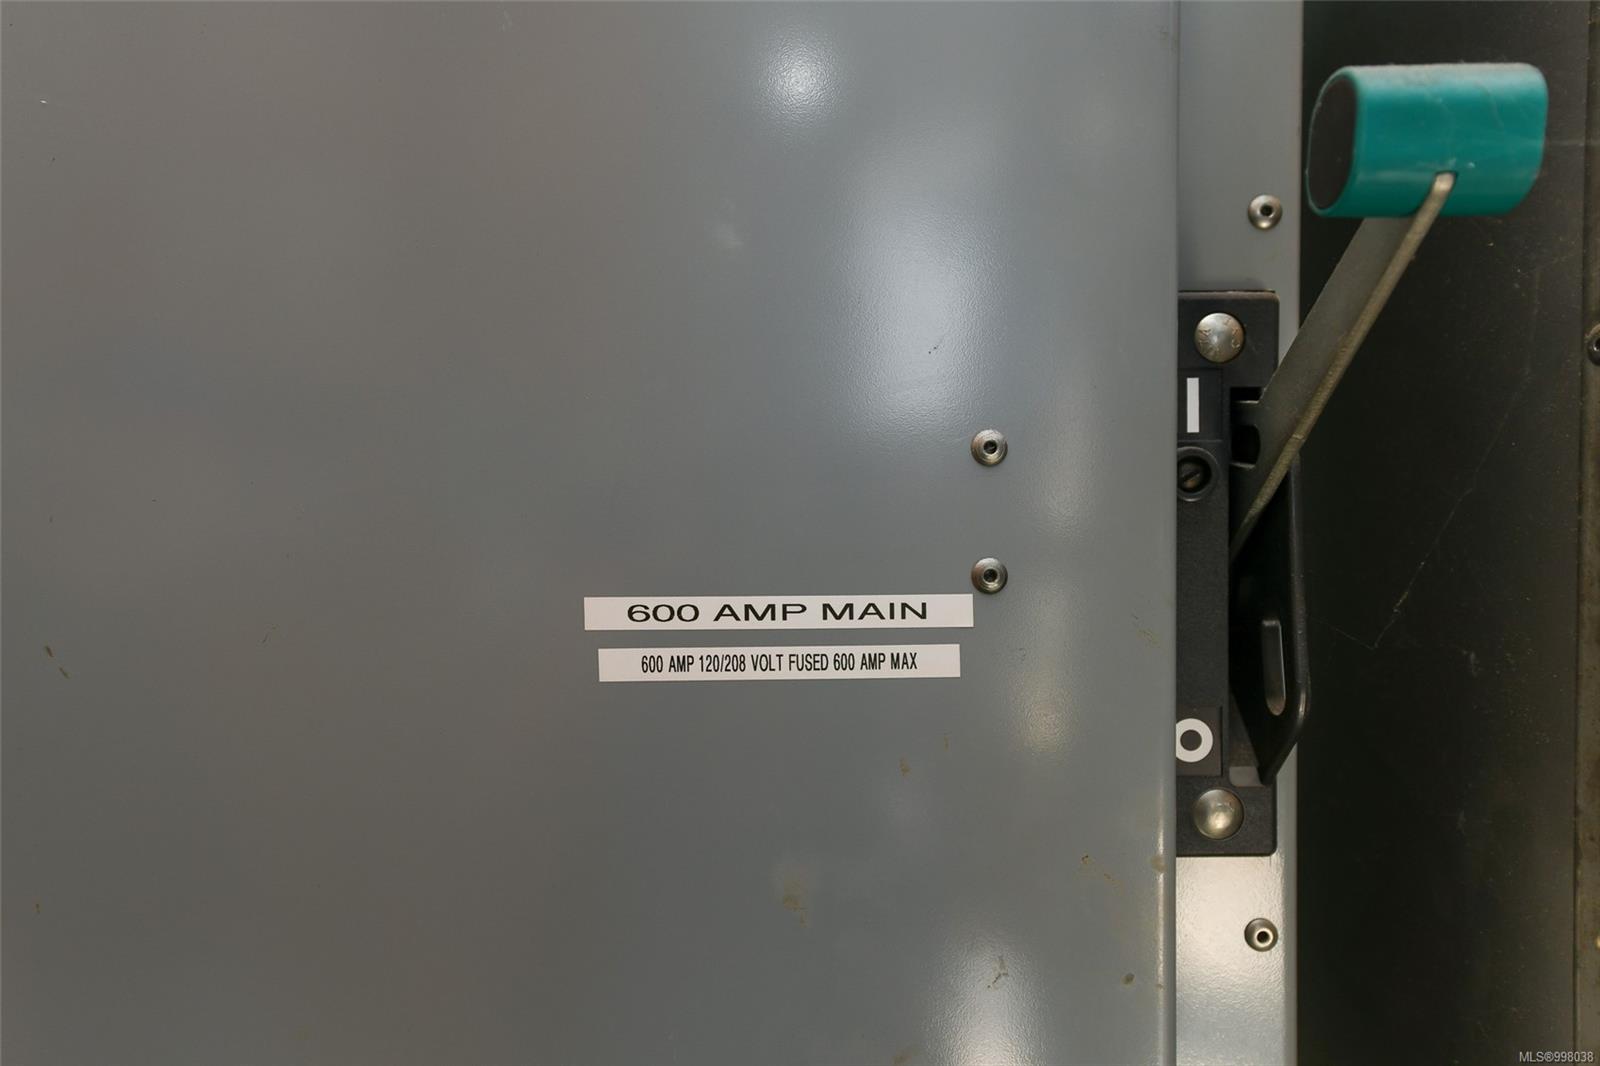 600 AMP MAIN
600 AMP 120/208 VOLT FUSED 600 AMP MAX
I
O
MLS®998038